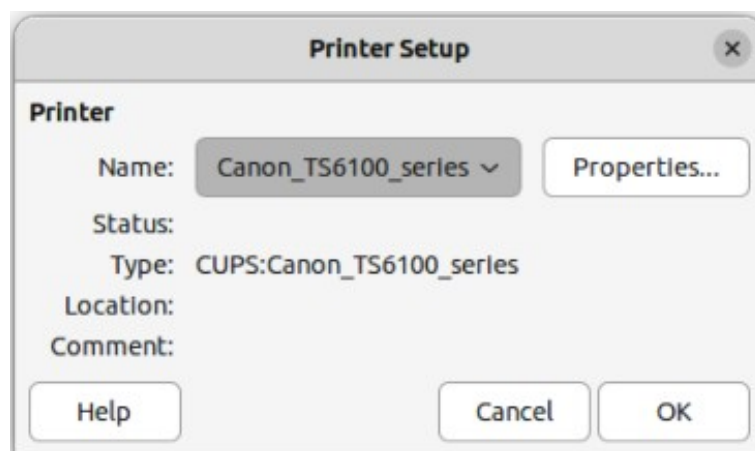 Printer Setup
Printer
Name: Canon_TS6100_series Properties...
Status:
Type: CUPS:Canon_TS6100_series
Location:
Comment:
Help Cancel OK